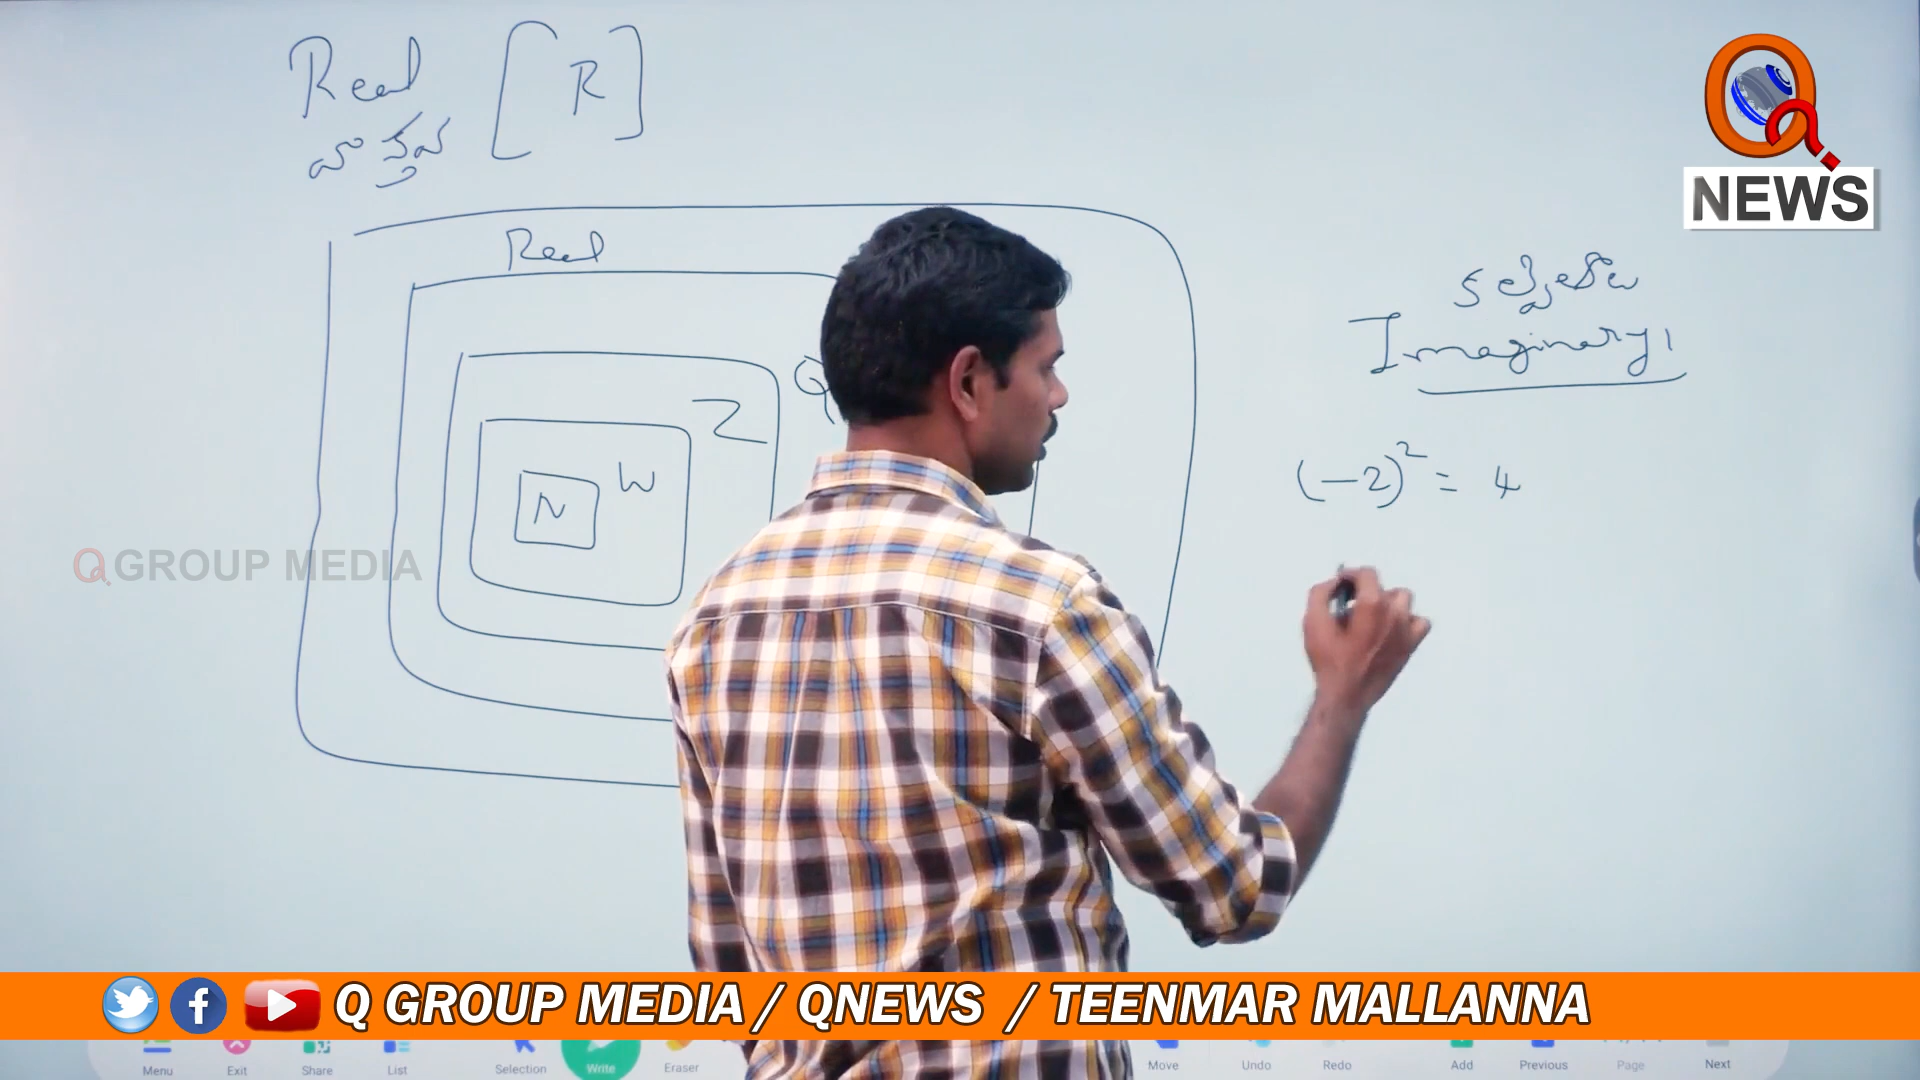 Real [R]
వాస్తవ
Real
Q
Z
W
N
Imaginary
(-2)² = 4
Q
NEWS
Q GROUP MEDIA
Q GROUP MEDIA / QNEWS / TEENMAR MALLANNA
Menu Exit Share List Selection Write Eraser Move Undo Redo Add Previous Page Next